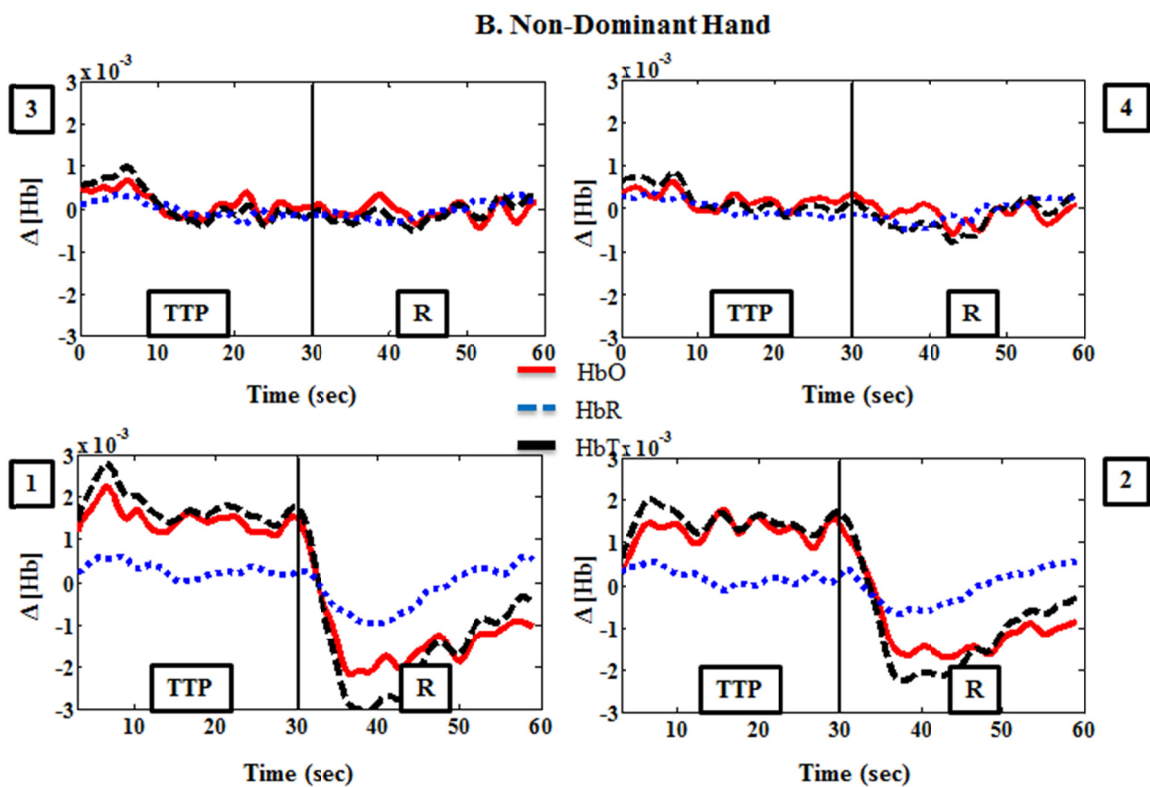 B. Non-Dominant Hand
x 10-3
3
3
2
1
0
-1
-2
-3
Δ [Hb]
TTP
R
0 10 20 30 40 50 60
Time (sec)
x 10-3
4
3
2
1
0
-1
-2
-3
Δ [Hb]
TTP
R
0 10 20 30 40 50 60
Time (sec)
HbO
HbR
HbT
x 10-3
1
3
2
1
0
-1
-2
-3
Δ [Hb]
TTP
R
10 20 30 40 50 60
Time (sec)
x 10-3
2
3
2
1
0
-1
-2
-3
Δ [Hb]
TTP
R
10 20 30 40 50 60
Time (sec)